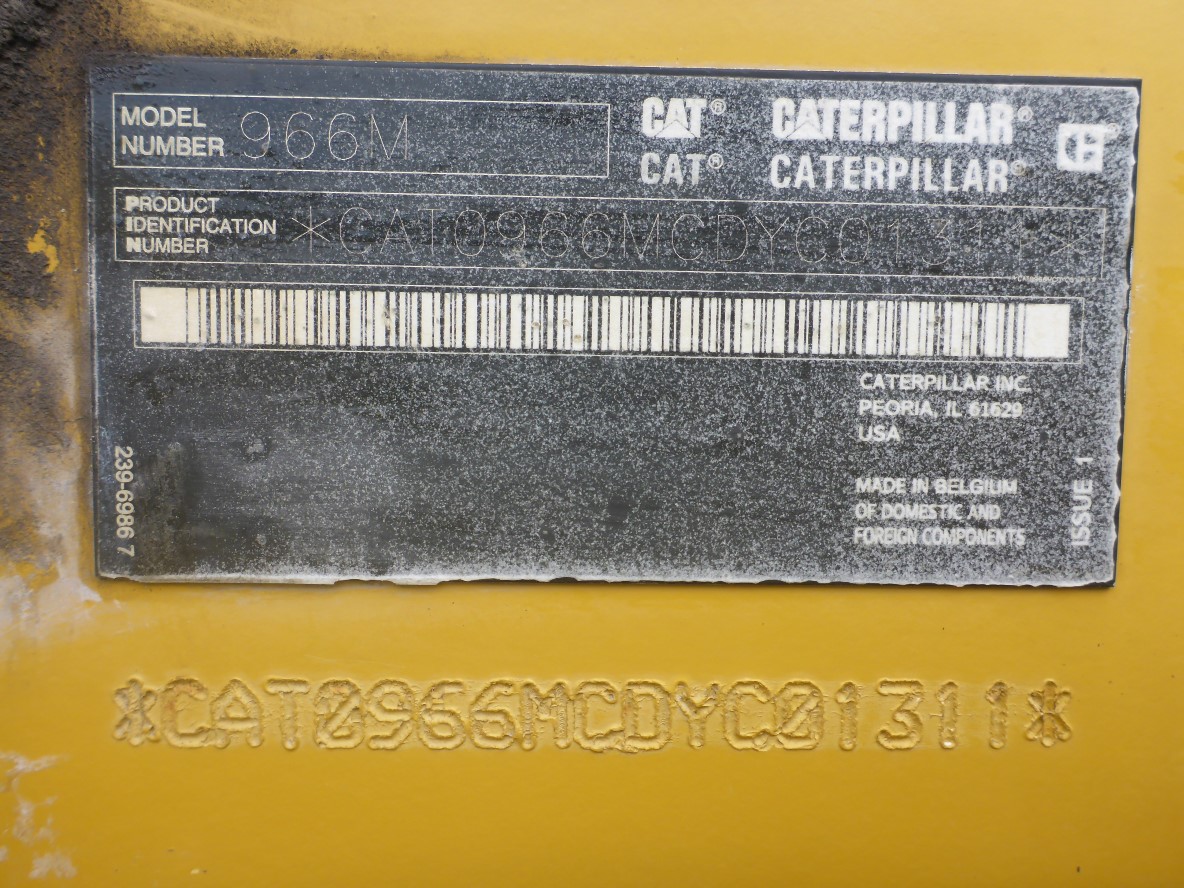 MODEL
NUMBER 966M
CAT® CATERPILLAR®
CAT® CATERPILLAR®
PRODUCT
IDENTIFICATION
NUMBER *CAT0966MCDYC01311*
CATERPILLAR INC.
PEORIA, IL 61629
USA
MADE IN BELGIUM
OF DOMESTIC AND
FOREIGN COMPONENTS
239-6986 7
ISSUE 1
*CAT0966MCDYC01311*